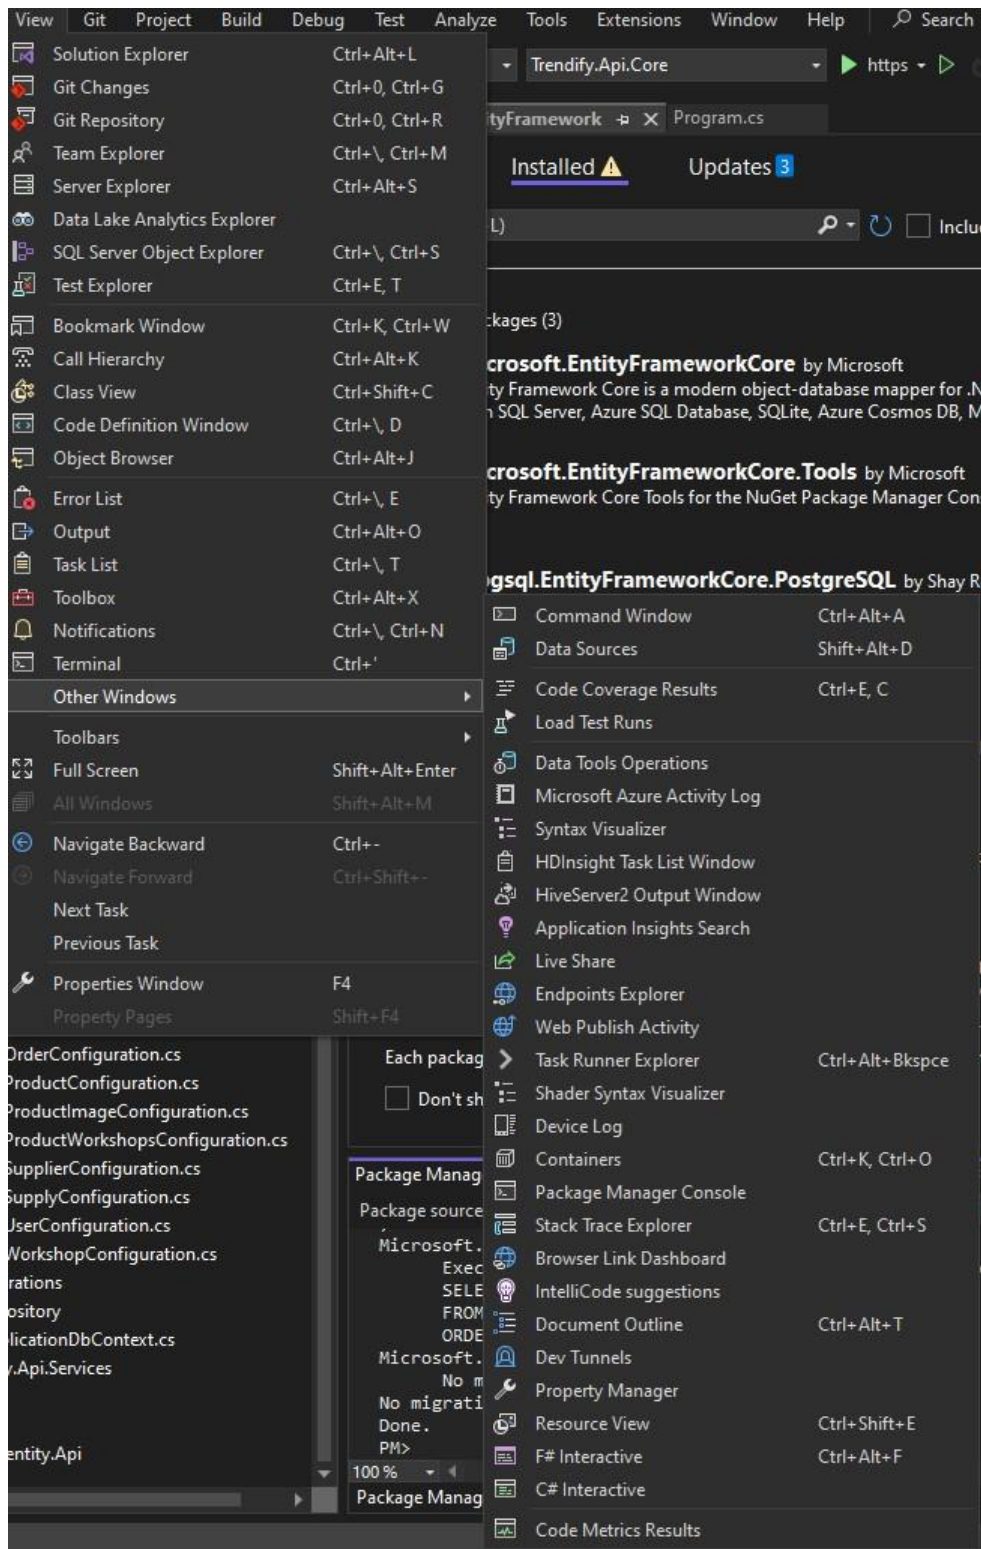 View Git Project Build Debug Test Analyze Tools Extensions Window Help Search
Solution Explorer Ctrl+Alt+L
Git Changes Ctrl+0, Ctrl+G
Git Repository Ctrl+0, Ctrl+R
Team Explorer Ctrl+\, Ctrl+M
Server Explorer Ctrl+Alt+S
Data Lake Analytics Explorer
SQL Server Object Explorer Ctrl+\, Ctrl+S
Test Explorer Ctrl+E, T
Bookmark Window Ctrl+K, Ctrl+W
Call Hierarchy Ctrl+Alt+K
Class View Ctrl+Shift+C
Code Definition Window Ctrl+\, D
Object Browser Ctrl+Alt+J
Error List Ctrl+\, E
Output Ctrl+Alt+O
Task List Ctrl+\, T
Toolbox Ctrl+Alt+X
Notifications Ctrl+\, Ctrl+N
Terminal Ctrl+'
Other Windows
Toolbars
Full Screen Shift+Alt+Enter
All Windows Shift+Alt+M
Navigate Backward Ctrl+-
Navigate Forward Ctrl+Shift+-
Next Task
Previous Task
Properties Window F4
Property Pages Shift+F4
Trendify.Api.Core https
tyFramework Program.cs
Installed Updates 3
L) Inclu
kages (3)
crosoft.EntityFrameworkCore by Microsoft
ty Framework Core is a modern object-database mapper for .N
SQL Server, Azure SQL Database, SQLite, Azure Cosmos DB, M
crosoft.EntityFrameworkCore.Tools by Microsoft
ty Framework Core Tools for the NuGet Package Manager Con
gsql.EntityFrameworkCore.PostgreSQL by Shay R
Command Window Ctrl+Alt+A
Data Sources Shift+Alt+D
Code Coverage Results Ctrl+E, C
Load Test Runs
Data Tools Operations
Microsoft Azure Activity Log
Syntax Visualizer
HDInsight Task List Window
HiveServer2 Output Window
Application Insights Search
Live Share
Endpoints Explorer
Web Publish Activity
Task Runner Explorer Ctrl+Alt+Bkspce
Shader Syntax Visualizer
Device Log
Containers Ctrl+K, Ctrl+O
Package Manager Console
Stack Trace Explorer Ctrl+E, Ctrl+S
Browser Link Dashboard
IntelliCode suggestions
Document Outline Ctrl+Alt+T
Dev Tunnels
Property Manager
Resource View Ctrl+Shift+E
F# Interactive Ctrl+Alt+F
C# Interactive
Code Metrics Results
OrderConfiguration.cs
ProductConfiguration.cs
ProductImageConfiguration.cs
ProductWorkshopsConfiguration.cs
SupplierConfiguration.cs
SupplyConfiguration.cs
UserConfiguration.cs
WorkshopConfiguration.cs
rations
ository
licationDbContext.cs
.Api.Services
entity.Api
Each packag
Don't sh
Package Manag
Package source
Microsoft.
Exec
SELE
FROM
ORDE
Microsoft.
No m
No migrati
Done.
PM>
100 %
Package Manag